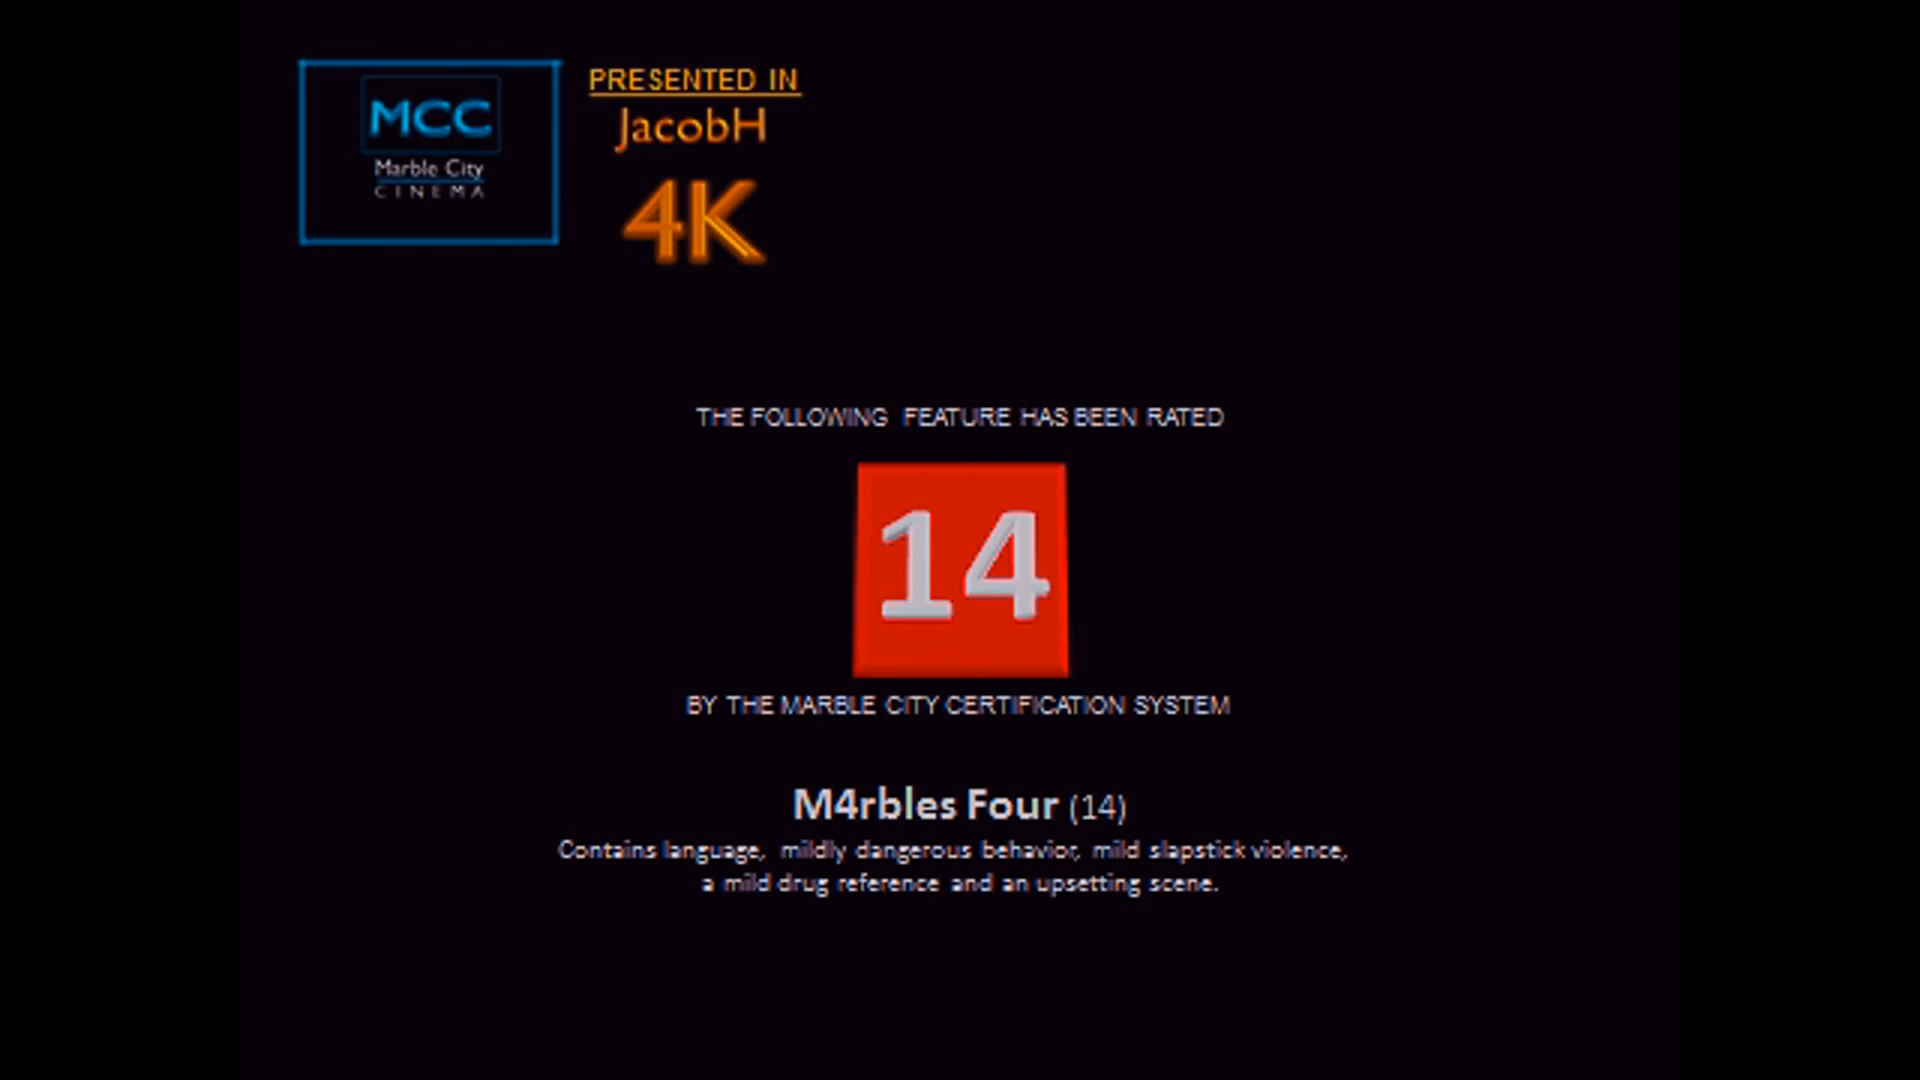 MCC
Marble City
CINEMA
PRESENTED IN
JacobH
4K
THE FOLLOWING FEATURE HAS BEEN RATED
14
BY THE MARBLE CITY CERTIFICATION SYSTEM
M4rbles Four (14)
Contains language, mildly dangerous behavior, mild slapstick violence,
a mild drug reference and an upsetting scene.